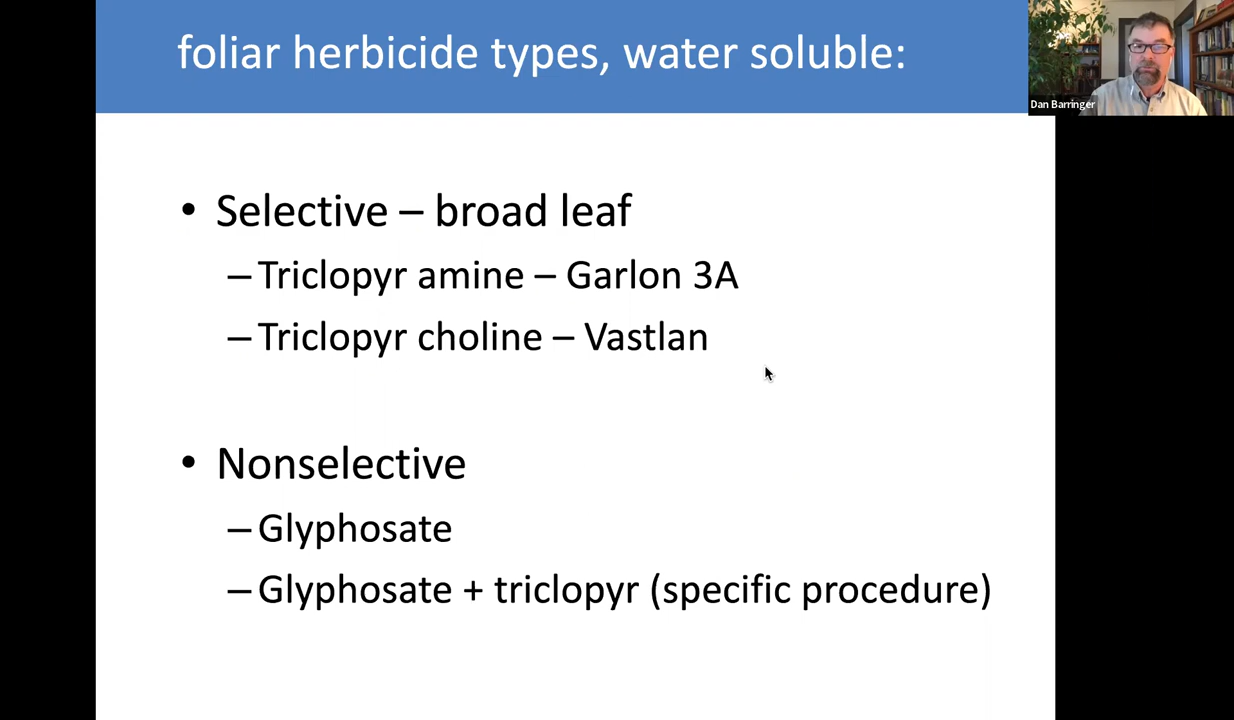 foliar herbicide types, water soluble:
Dan Barringer
• Selective – broad leaf
– Triclopyr amine – Garlon 3A
– Triclopyr choline – Vastlan
• Nonselective
– Glyphosate
– Glyphosate + triclopyr (specific procedure)